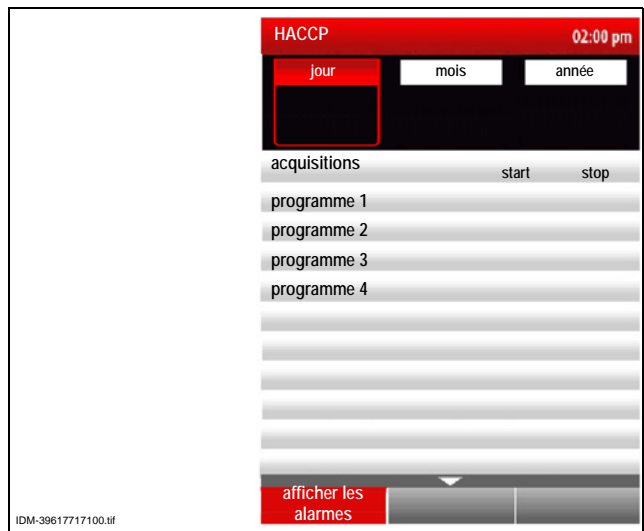 HACCP 02:00 pm
jour mois année
acquisitions start stop
programme 1
programme 2
programme 3
programme 4
afficher les
alarmes
IDM-39617717100.tif